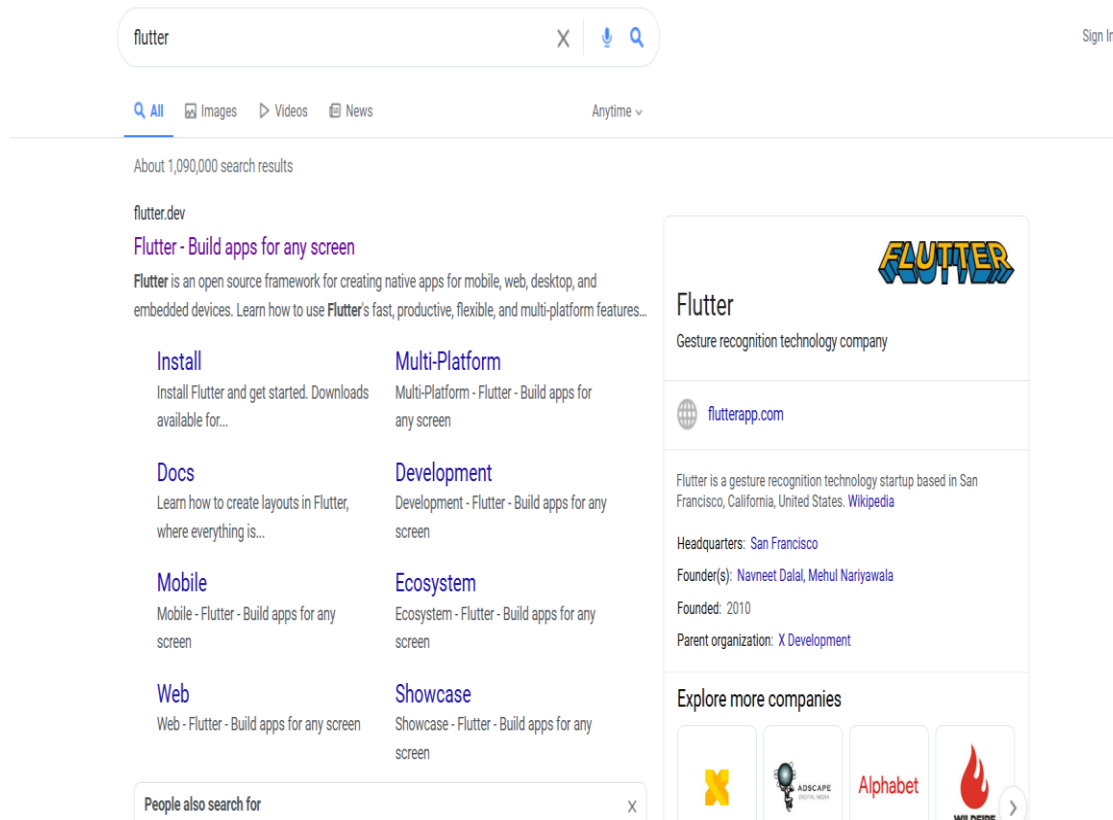 flutter
Sign In
All Images Videos News Anytime
About 1,090,000 search results
flutter.dev
Flutter - Build apps for any screen
Flutter is an open source framework for creating native apps for mobile, web, desktop, and
embedded devices. Learn how to use Flutter's fast, productive, flexible, and multi-platform features...
Install
Install Flutter and get started. Downloads
available for...
Multi-Platform
Multi-Platform - Flutter - Build apps for
any screen
Docs
Learn how to create layouts in Flutter,
where everything is...
Development
Development - Flutter - Build apps for any
screen
Mobile
Mobile - Flutter - Build apps for any
screen
Ecosystem
Ecosystem - Flutter - Build apps for any
screen
Web
Web - Flutter - Build apps for any screen
Showcase
Showcase - Flutter - Build apps for any
screen
People also search for
FLUTTER
Flutter
Gesture recognition technology company
flutterapp.com
Flutter is a gesture recognition technology startup based in San
Francisco, California, United States. Wikipedia
Headquarters: San Francisco
Founder(s): Navneet Dalal, Mehul Nariyawala
Founded: 2010
Parent organization: X Development
Explore more companies
ADSCAPE
DIGITAL MEDIA
Alphabet
WILDFIRE